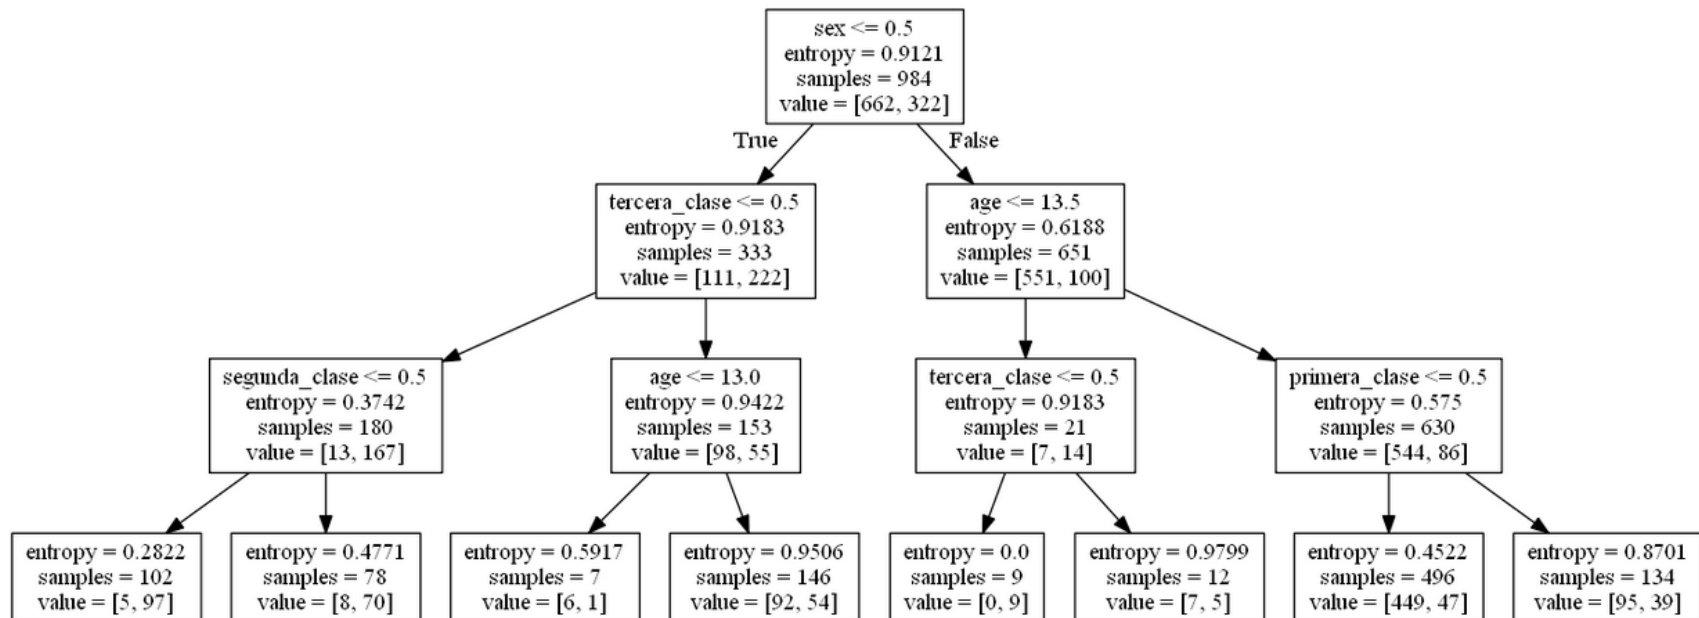 sex <= 0.5
entropy = 0.9121
samples = 984
value = [662, 322]
True
False
tercera_clase <= 0.5
entropy = 0.9183
samples = 333
value = [111, 222]
age <= 13.5
entropy = 0.6188
samples = 651
value = [551, 100]
segunda_clase <= 0.5
entropy = 0.3742
samples = 180
value = [13, 167]
age <= 13.0
entropy = 0.9422
samples = 153
value = [98, 55]
tercera_clase <= 0.5
entropy = 0.9183
samples = 21
value = [7, 14]
primera_clase <= 0.5
entropy = 0.575
samples = 630
value = [544, 86]
entropy = 0.2822
samples = 102
value = [5, 97]
entropy = 0.4771
samples = 78
value = [8, 70]
entropy = 0.5917
samples = 7
value = [6, 1]
entropy = 0.9506
samples = 146
value = [92, 54]
entropy = 0.0
samples = 9
value = [0, 9]
entropy = 0.9799
samples = 12
value = [7, 5]
entropy = 0.4522
samples = 496
value = [449, 47]
entropy = 0.8701
samples = 134
value = [95, 39]